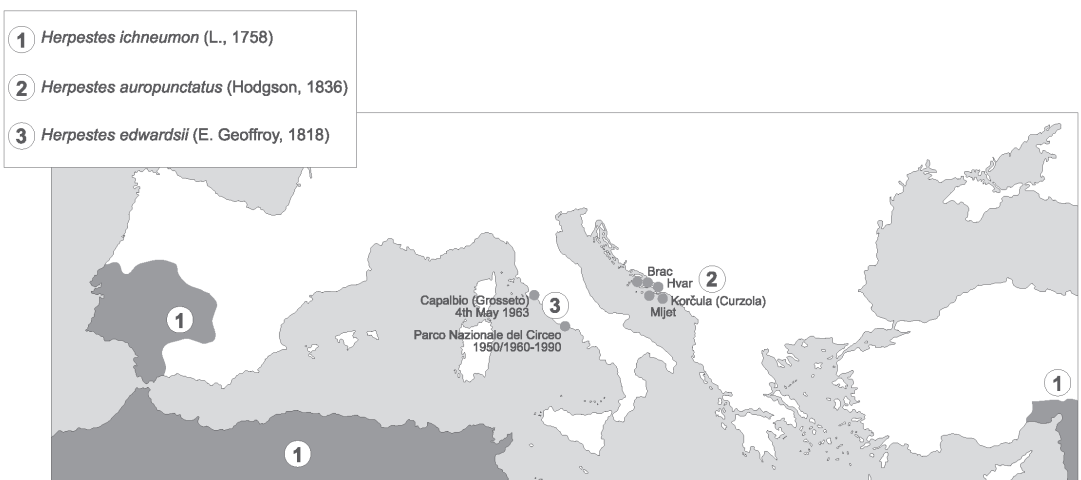 1 Herpestes ichneumon (L., 1758)
2 Herpestes auropunctatus (Hodgson, 1836)
3 Herpestes edwardsii (E. Geoffroy, 1818)
Brac
2
Hvar
Korčula (Curzola)
Mljet
Capalbio (Grosseto)
4th May 1963
3
Parco Nazionale del Circeo
1950/1960-1990
1
1
1